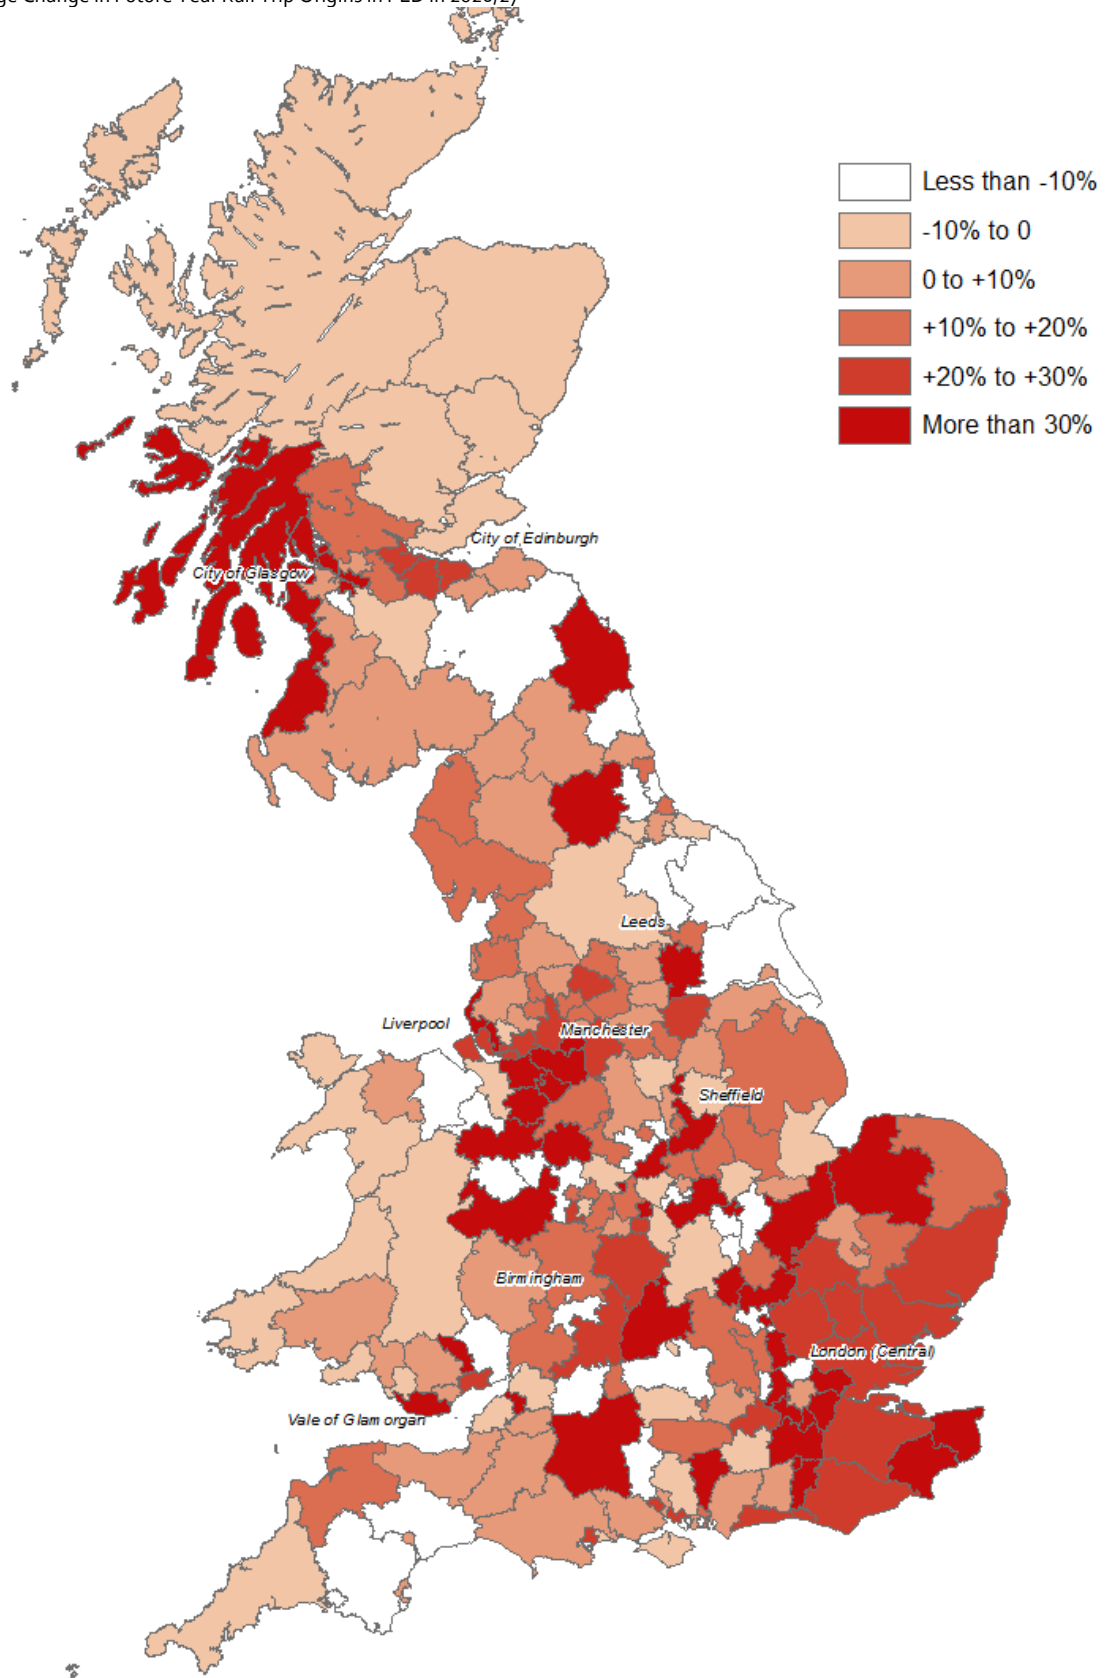 Less than -10%
-10% to 0
0 to +10%
+10% to +20%
+20% to +30%
More than 30%
City of Edinburgh
City of Glasgow
Leeds
Liverpool
Manchester
Sheffield
Birmingham
London (Central)
Vale of Glamorgan